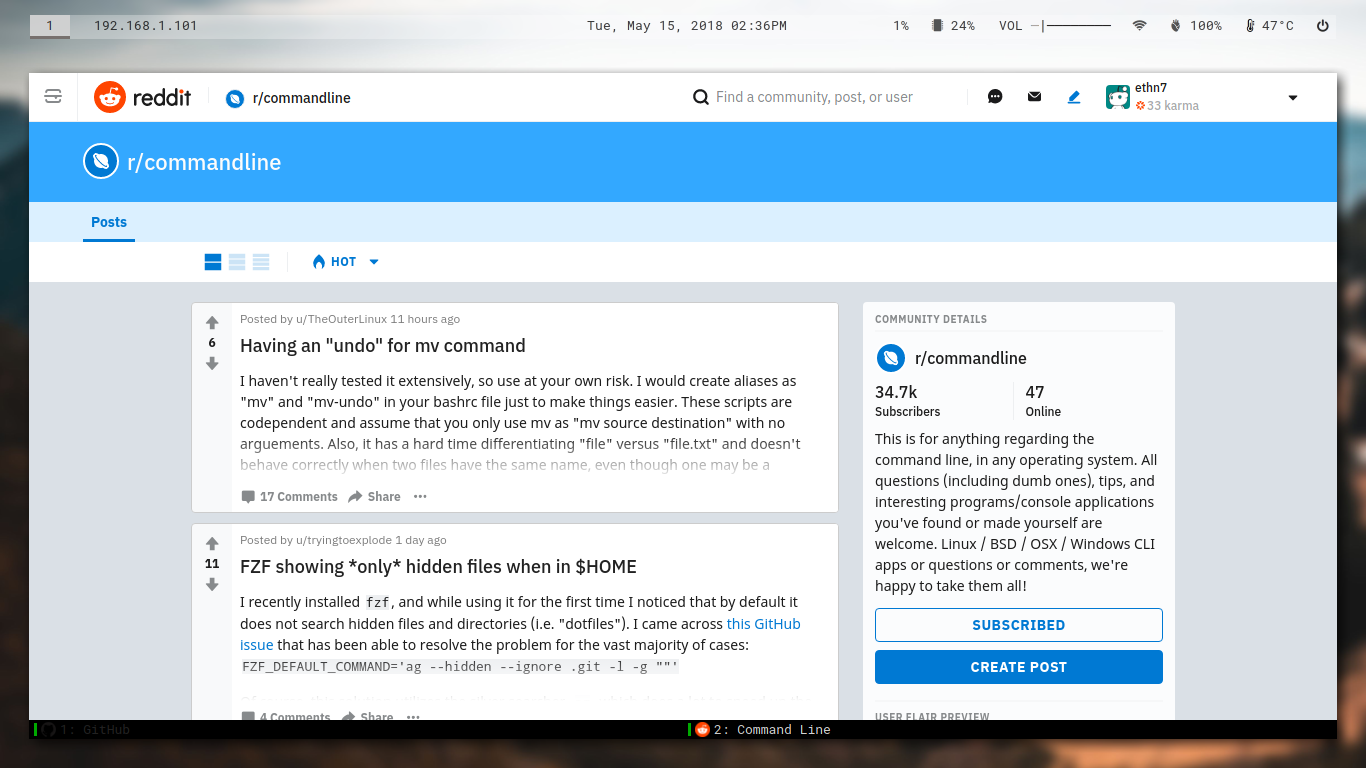 1 192.168.1.101 Tue, May 15, 2018 02:36PM 1% 24% VOL 100% 47°C
reddit r/commandline Find a community, post, or user ethn7
33 karma
r/commandline
Posts
HOT
Posted by u/TheOuterLinux 11 hours ago
6
Having an "undo" for mv command
I haven't really tested it extensively, so use at your own risk. I would create aliases as
"mv" and "mv-undo" in your bashrc file just to make things easier. These scripts are
codependent and assume that you only use mv as "mv source destination" with no
arguements. Also, it has a hard time differentiating "file" versus "file.txt" and doesn't
behave correctly when two files have the same name, even though one may be a
17 Comments Share
Posted by u/tryingtoexplode 1 day ago
11
FZF showing *only* hidden files when in $HOME
I recently installed fzf, and while using it for the first time I noticed that by default it
does not search hidden files and directories (i.e. "dotfiles"). I came across this GitHub
issue that has been able to resolve the problem for the vast majority of cases:
FZF_DEFAULT_COMMAND='ag --hidden --ignore .git -l -g ""'
4 Comments Share
COMMUNITY DETAILS
r/commandline
34.7k 47
Subscribers Online
This is for anything regarding the
command line, in any operating system. All
questions (including dumb ones), tips, and
interesting programs/console applications
you've found or made yourself are
welcome. Linux / BSD / OSX / Windows CLI
apps or questions or comments, we're
happy to take them all!
SUBSCRIBED
CREATE POST
USER FLAIR PREVIEW
1: GitHub 2: Command Line